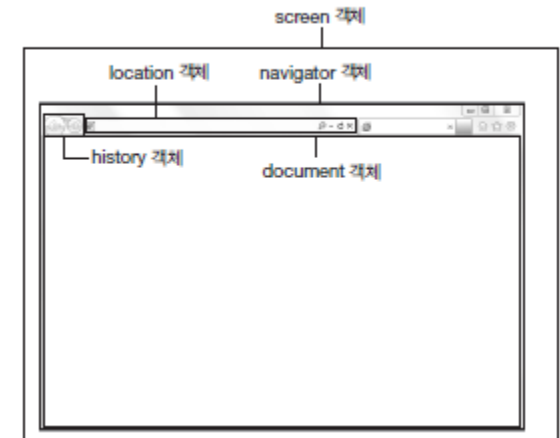 screen 객체
location 객체 navigator 객체
history 객체
document 객체